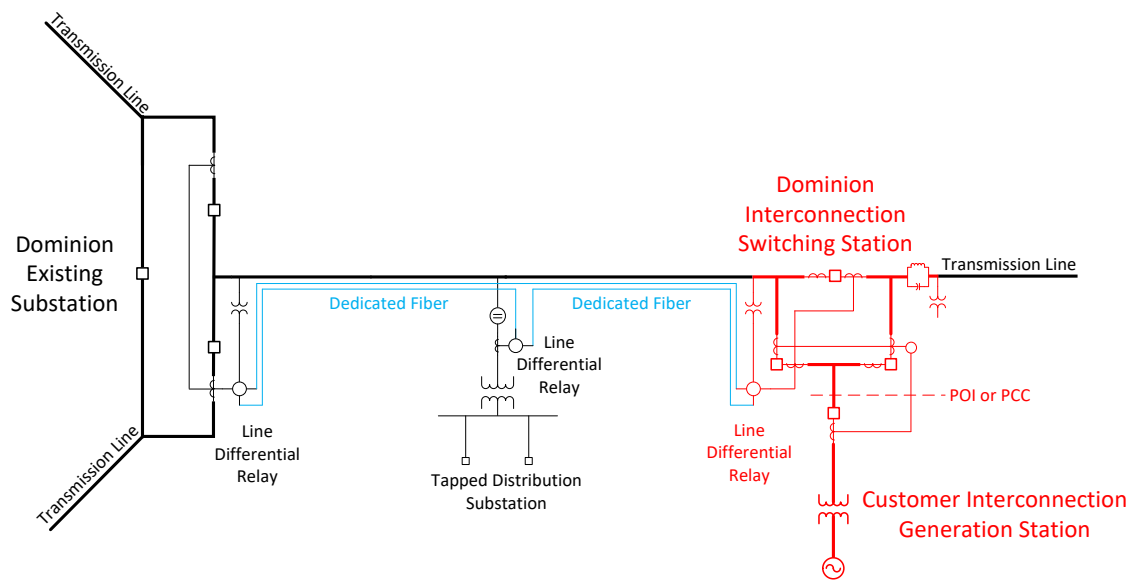 Transmission Line
Dominion
Interconnection
Switching Station
Dominion
Existing
Substation
Transmission Line
Dedicated Fiber
Dedicated Fiber
Line
Differential
Relay
POI or PCC
Line
Differential
Relay
Line
Differential
Relay
Tapped Distribution
Substation
Transmission Line
Customer Interconnection
Generation Station